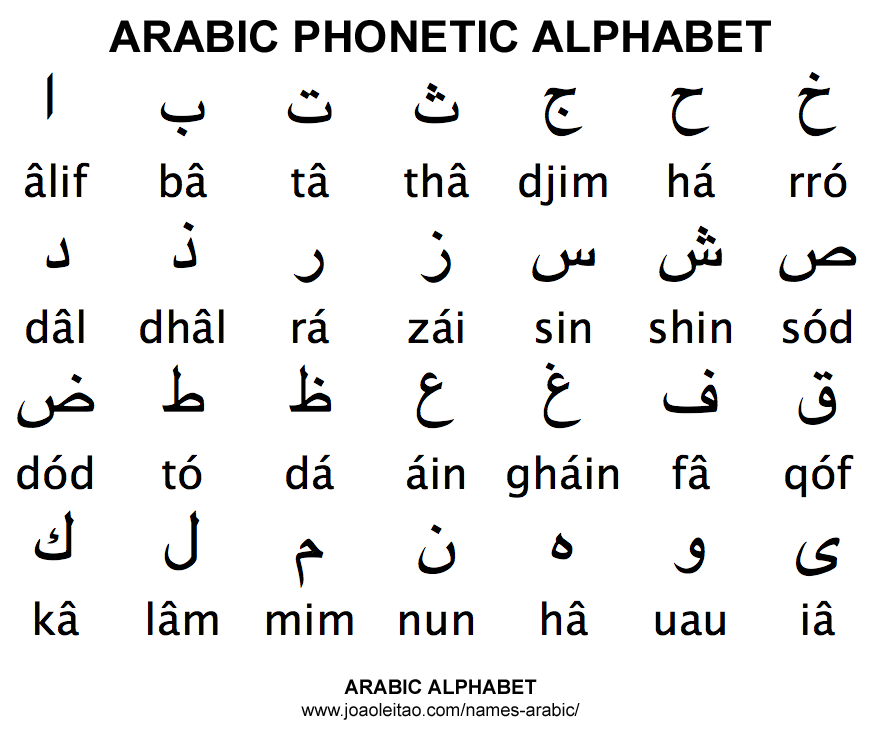 ARABIC PHONETIC ALPHABET
ا ب ت ث ج ح خ
âlif bâ tâ thâ djim há rró
د ذ ر ز س ش ص
dâl dhâl rá zái sin shin sód
ض ط ظ ع غ ف ق
dód tó dá áin gháin fâ qóf
ك ل م ن ه و ى
kâ lâm mim nun hâ uau iâ
ARABIC ALPHABET
www.joaoleitao.com/names-arabic/